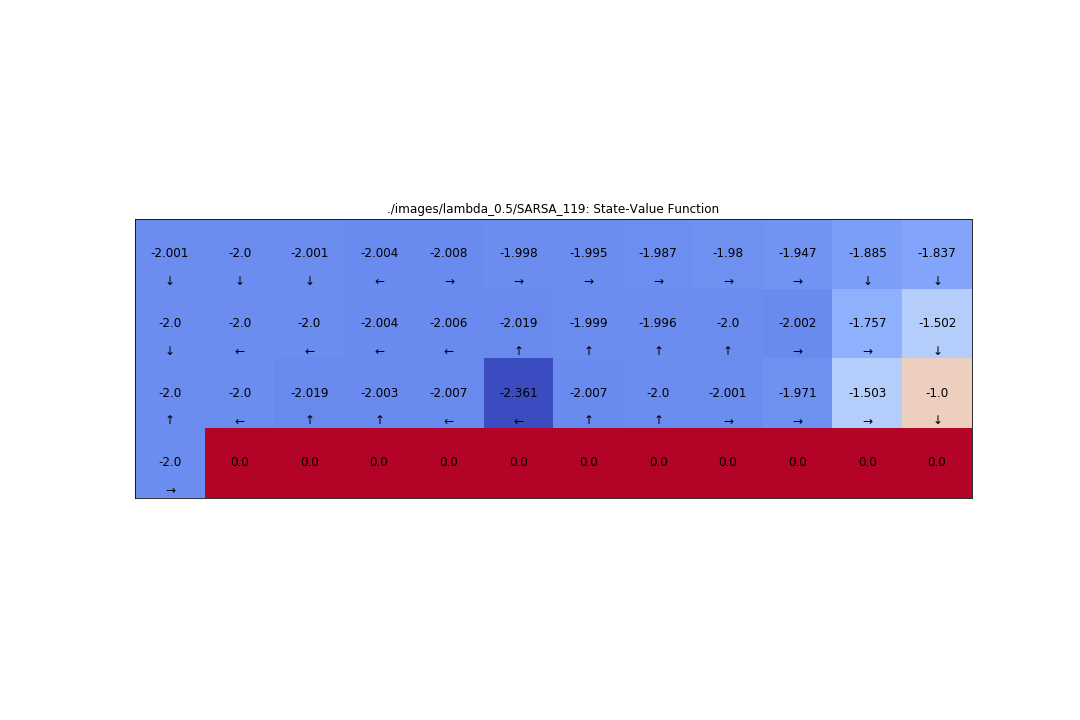 ./images/lambda_0.5/SARSA_119: State-Value Function
-2.001 -2.0 -2.001 -2.004 -2.008 -1.998 -1.995 -1.987 -1.98 -1.947 -1.885 -1.837
↓ ↓ ↓ ← → → → → → → ↓ ↓
-2.0 -2.0 -2.0 -2.004 -2.006 -2.019 -1.999 -1.996 -2.0 -2.002 -1.757 -1.502
↓ ← ← ← ← ↑ ↑ ↑ ↑ → → ↓
-2.0 -2.0 -2.019 -2.003 -2.007 -2.361 -2.007 -2.0 -2.001 -1.971 -1.503 -1.0
↑ ← ↑ ↑ ← ← ↑ ↑ → → → ↓
-2.0 0.0 0.0 0.0 0.0 0.0 0.0 0.0 0.0 0.0 0.0 0.0
→